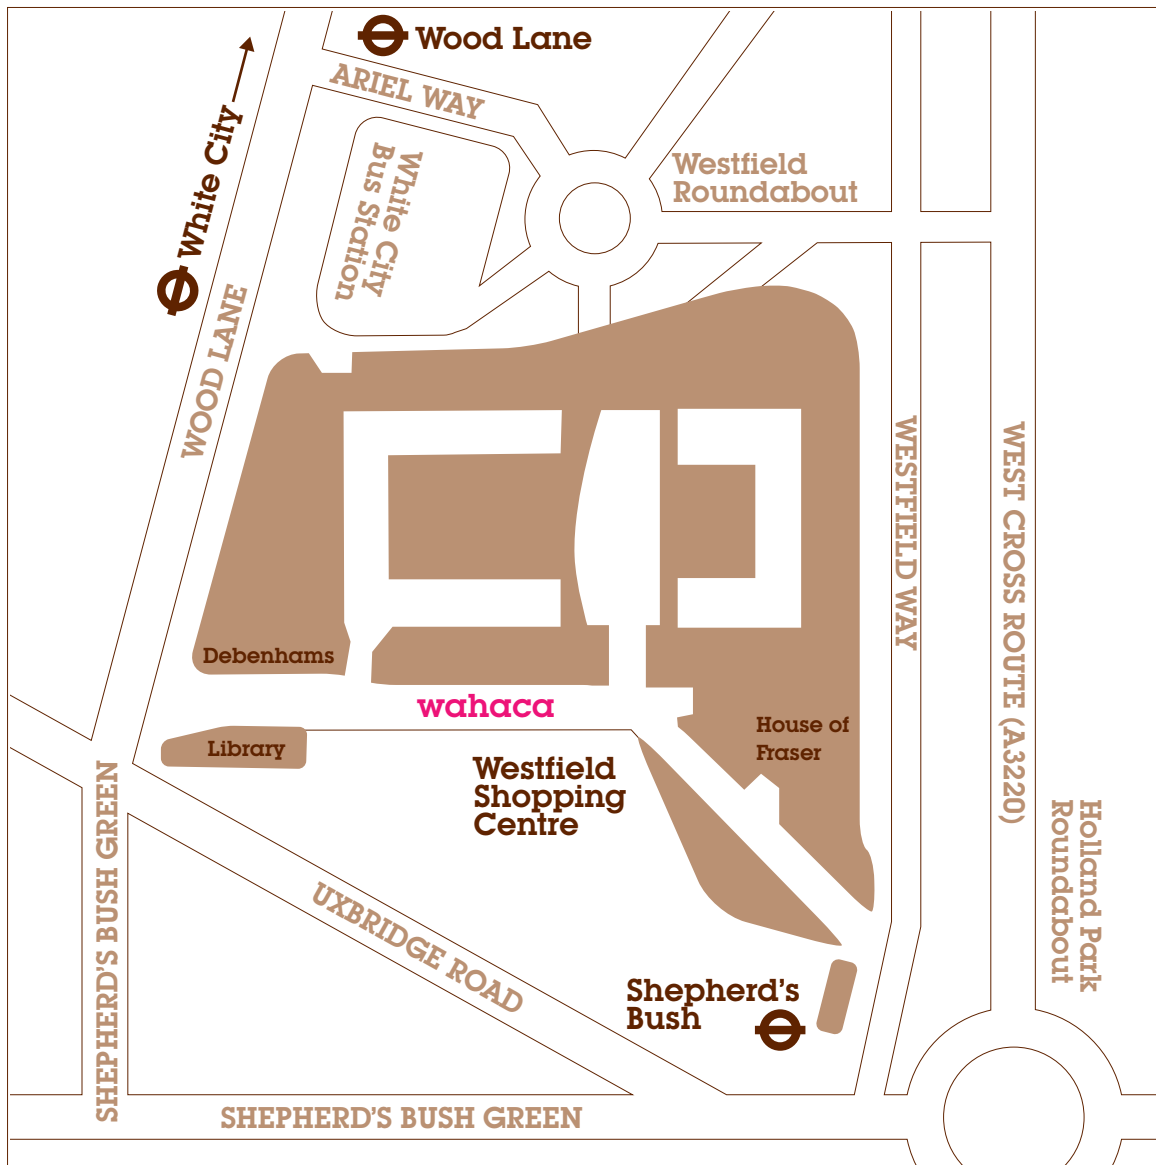 Wood Lane
ARIEL WAY
White City
White City
Bus Station
Westfield
Roundabout
WOOD LANE
WESTFIELD WAY
WEST CROSS ROUTE (A3220)
Debenhams
wahaca
Library
House of
Fraser
Westfield
Shopping
Centre
SHEPHERD'S BUSH GREEN
UXBRIDGE ROAD
Holland Park
Roundabout
Shepherd's
Bush
SHEPHERD'S BUSH GREEN